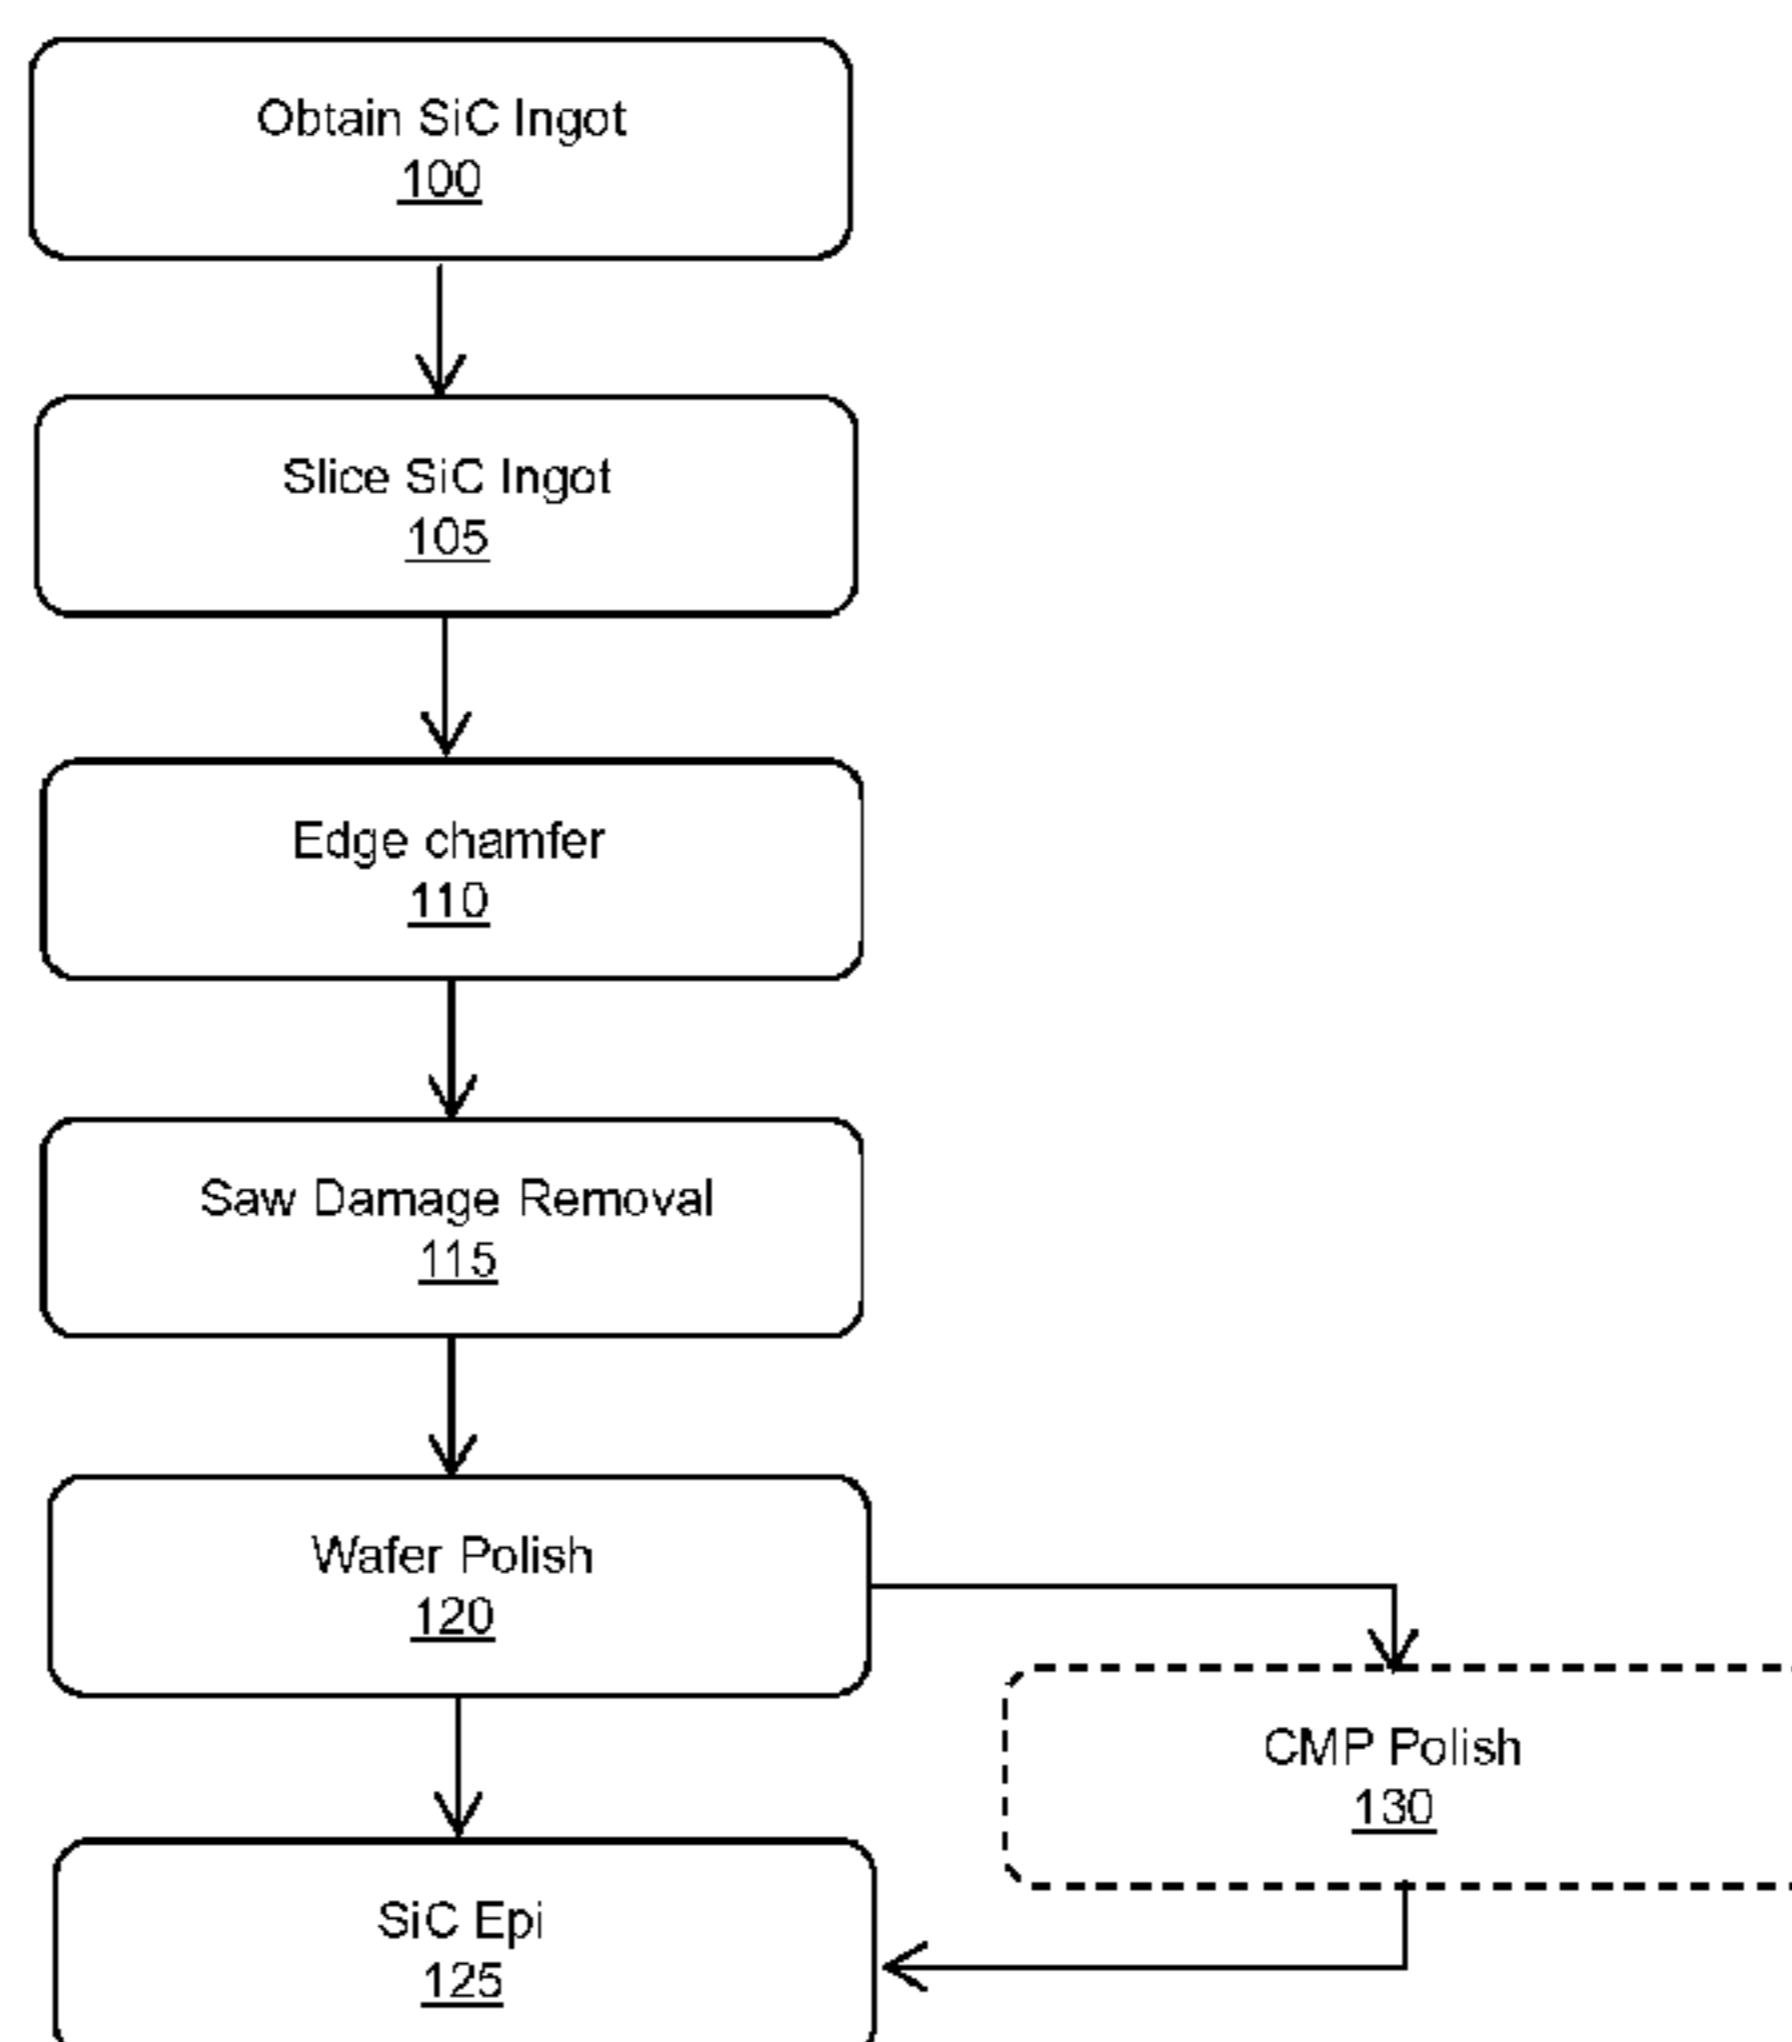 Obtain SiC Ingot
100
Slice SiC Ingot
105
Edge chamfer
110
Saw Damage Removal
115
Wafer Polish
120
CMP Polish
130
SiC Epi
125